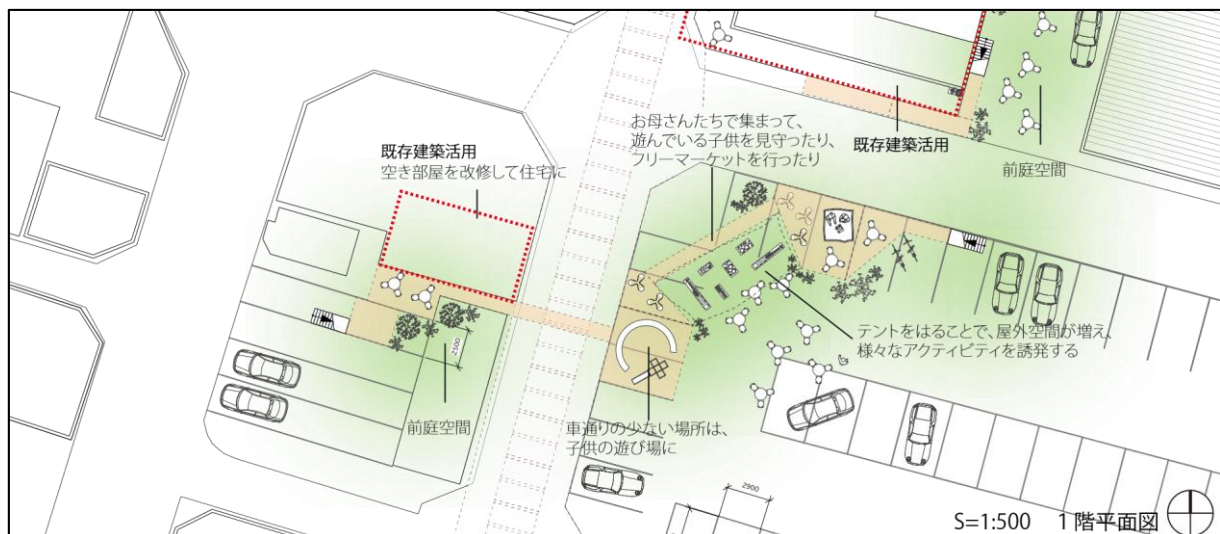 お母さんたちで集まって、
遊んでいる子供を見守ったり、
フリーマーケットを行ったり
既存建築活用
既存建築活用
空き部屋を改修して住宅に
前庭空間
テントをはることで、屋外空間が増え、
様々なアクティビティを誘発する
2500
前庭空間
車通りの少ない場所は、
子供の遊び場に
2900
S=1:500 1階平面図